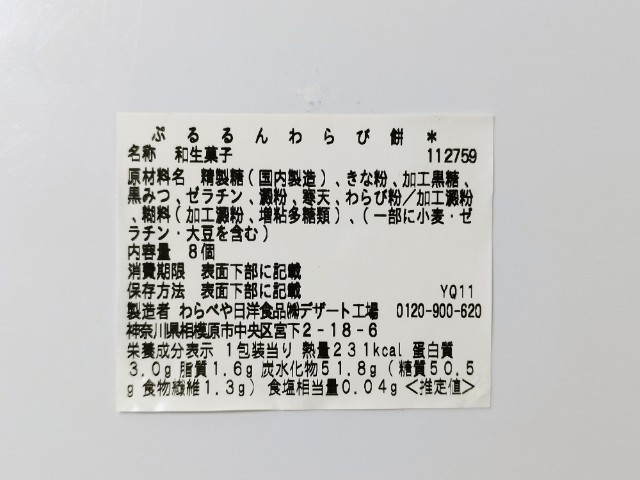 ぷるるんわらび餅 *
名称 和生菓子 112759
原材料名 精製糖(国内製造)、きな粉、加工黒糖、
黒みつ、ゼラチン、澱粉、寒天、わらび粉/加工澱粉
、糊料(加工澱粉、増粘多糖類)、(一部に小麦・ゼ
ラチン・大豆を含む)
内容量 8個
消費期限 表面下部に記載
保存方法 表面下部に記載 YQ11
製造者 わらべや日洋食品㈱デザート工場 0120-900-620
神奈川県相模原市中央区宮下2-18-6
栄養成分表示 1包装当り 熱量231kcal 蛋白質
3.0g 脂質1.6g 炭水化物51.8g(糖質50.5
g 食物繊維1.3g) 食塩相当量0.04g <推定値>